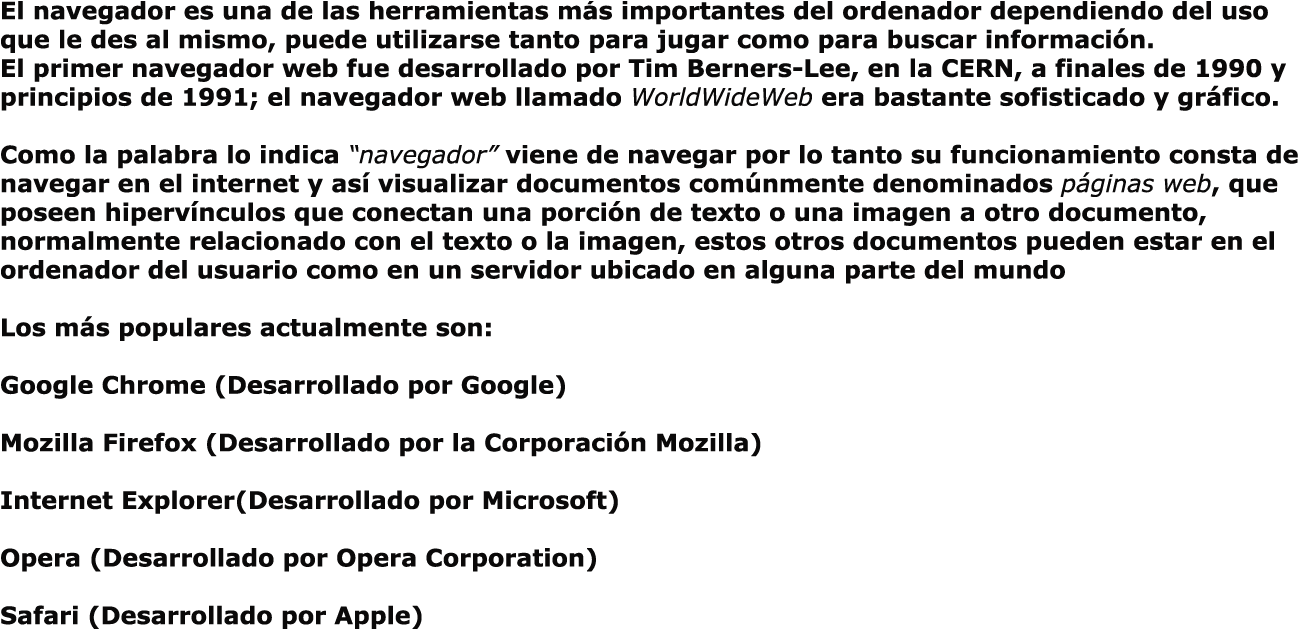 El navegador es una de las herramientas más importantes del ordenador dependiendo del uso
que le des al mismo, puede utilizarse tanto para jugar como para buscar información.
El primer navegador web fue desarrollado por Tim Berners-Lee, en la CERN, a finales de 1990 y
principios de 1991; el navegador web llamado WorldWideWeb era bastante sofisticado y gráfico.
Como la palabra lo indica “navegador” viene de navegar por lo tanto su funcionamiento consta de
navegar en el internet y así visualizar documentos comúnmente denominados páginas web, que
poseen hipervínculos que conectan una porción de texto o una imagen a otro documento,
normalmente relacionado con el texto o la imagen, estos otros documentos pueden estar en el
ordenador del usuario como en un servidor ubicado en alguna parte del mundo
Los más populares actualmente son:
Google Chrome (Desarrollado por Google)
Mozilla Firefox (Desarrollado por la Corporación Mozilla)
Internet Explorer(Desarrollado por Microsoft)
Opera (Desarrollado por Opera Corporation)
Safari (Desarrollado por Apple)